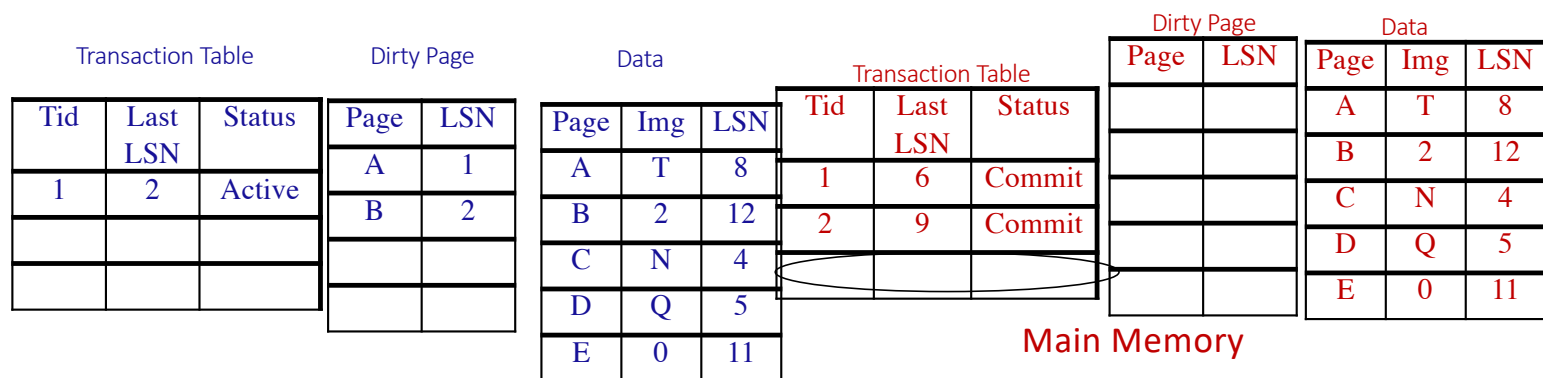 Transaction Table
Tid Last LSN Status
1 2 Active
Dirty Page
Page LSN
A 1
B 2
Data
Page Img LSN
A T 8
B 2 12
C N 4
D Q 5
E 0 11
Transaction Table
Tid Last LSN Status
1 6 Commit
2 9 Commit
Dirty Page
Page LSN
Data
Page Img LSN
A T 8
B 2 12
C N 4
D Q 5
E 0 11
Main Memory